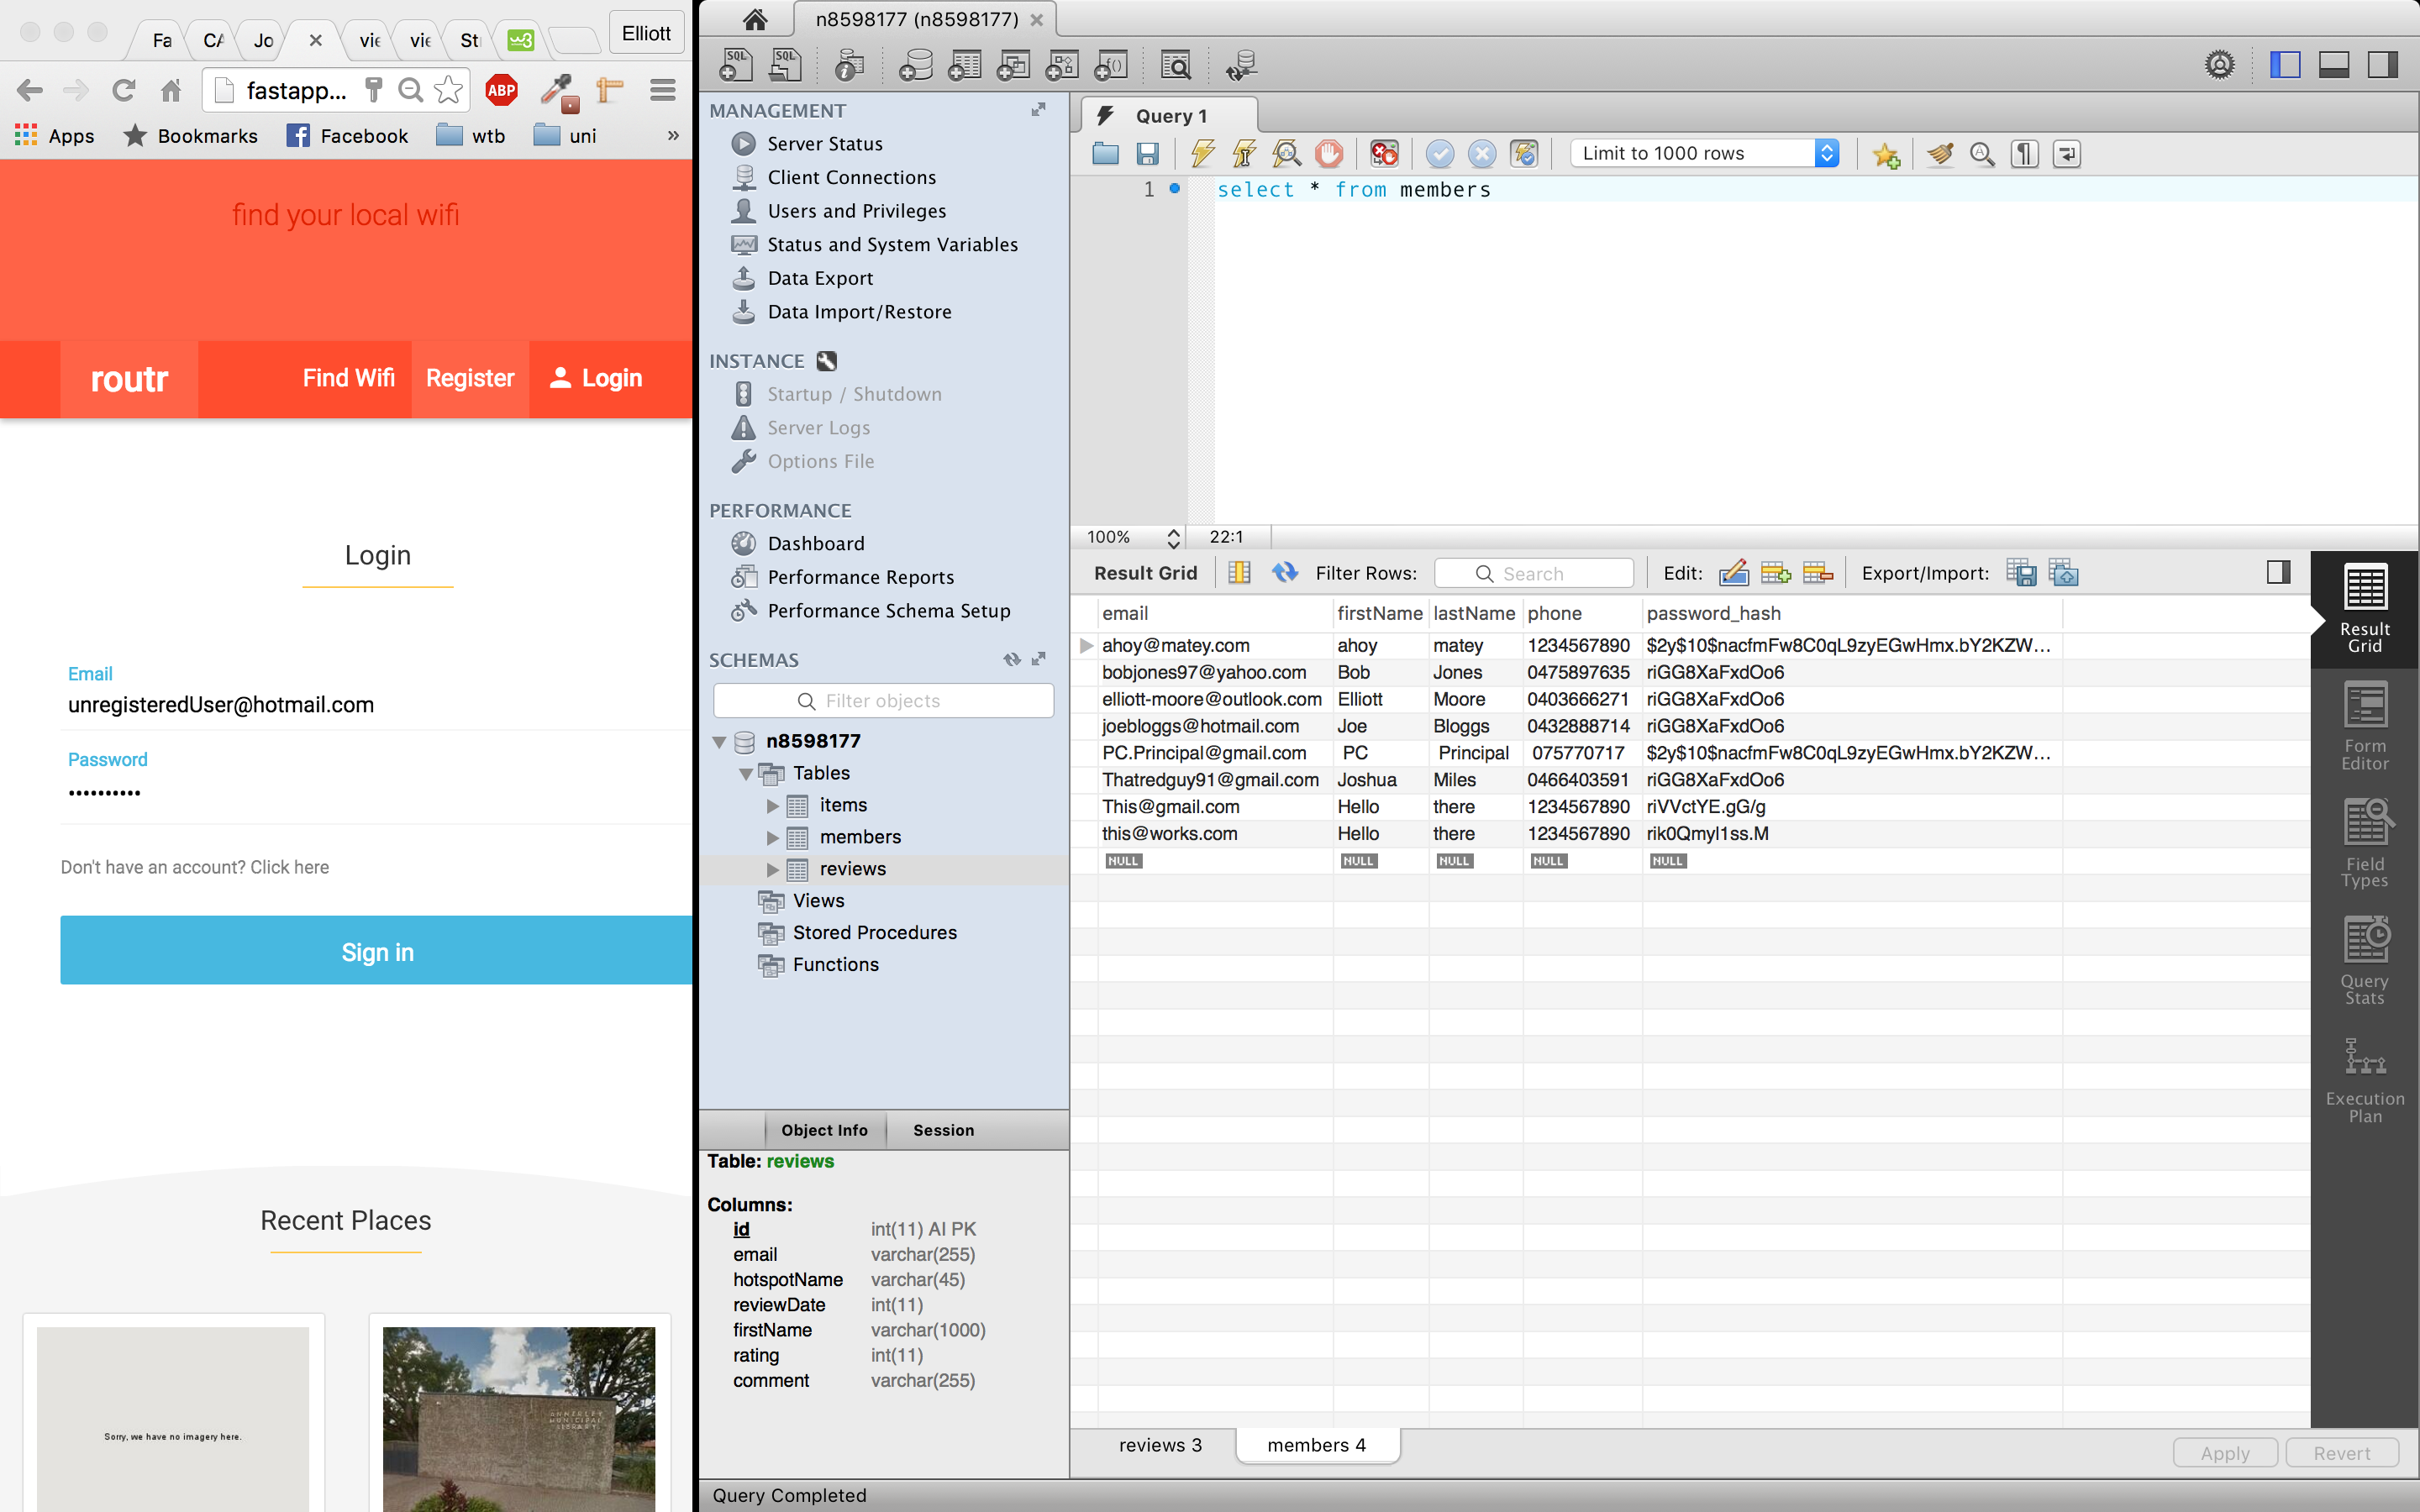 Fa
CA
Jo
vie
vie
St
w3
Elliott
fastapp...
ABP
Apps
Bookmarks
Facebook
wtb
uni
»
find your local wifi
routr
Find Wifi
Register
Login
Login
Email
unregisteredUser@hotmail.com
Password
••••••••••
Don't have an account? Click here
Sign in
Recent Places
Sorry, we have no imagery here.
ANNERLEY
MUNICIPAL
LIBRARY
n8598177 (n8598177)
SQL
SQL
MANAGEMENT
Server Status
Client Connections
Users and Privileges
Status and System Variables
Data Export
Data Import/Restore
INSTANCE
Startup / Shutdown
Server Logs
Options File
PERFORMANCE
Dashboard
Performance Reports
Performance Schema Setup
SCHEMAS
Filter objects
n8598177
Tables
items
members
reviews
Views
Stored Procedures
Functions
Object Info Session
Table: reviews
Columns:
id int(11) AI PK
email varchar(255)
hotspotName varchar(45)
reviewDate int(11)
firstName varchar(1000)
rating int(11)
comment varchar(255)
Query Completed
Query 1
Limit to 1000 rows
1 select * from members
100% 22:1
Result Grid Filter Rows: Search Edit: Export/Import:
email firstName lastName phone password_hash
ahoy@matey.com ahoy matey 1234567890 $2y$10$nacfmFw8C0qL9zyEGwHmx.bY2KZW...
bobjones97@yahoo.com Bob Jones 0475897635 riGG8XaFxdOo6
elliott-moore@outlook.com Elliott Moore 0403666271 riGG8XaFxdOo6
joebloggs@hotmail.com Joe Bloggs 0432888714 riGG8XaFxdOo6
PC.Principal@gmail.com PC Principal 075770717 $2y$10$nacfmFw8C0qL9zyEGwHmx.bY2KZW...
Thatredguy91@gmail.com Joshua Miles 0466403591 riGG8XaFxdOo6
This@gmail.com Hello there 1234567890 riVVctYE.gG/g
this@works.com Hello there 1234567890 rik0Qmyl1ss.M
NULL NULL NULL NULL NULL
Result
Grid
Form
Editor
Field
Types
Query
Stats
Execution
Plan
reviews 3 members 4
Apply Revert